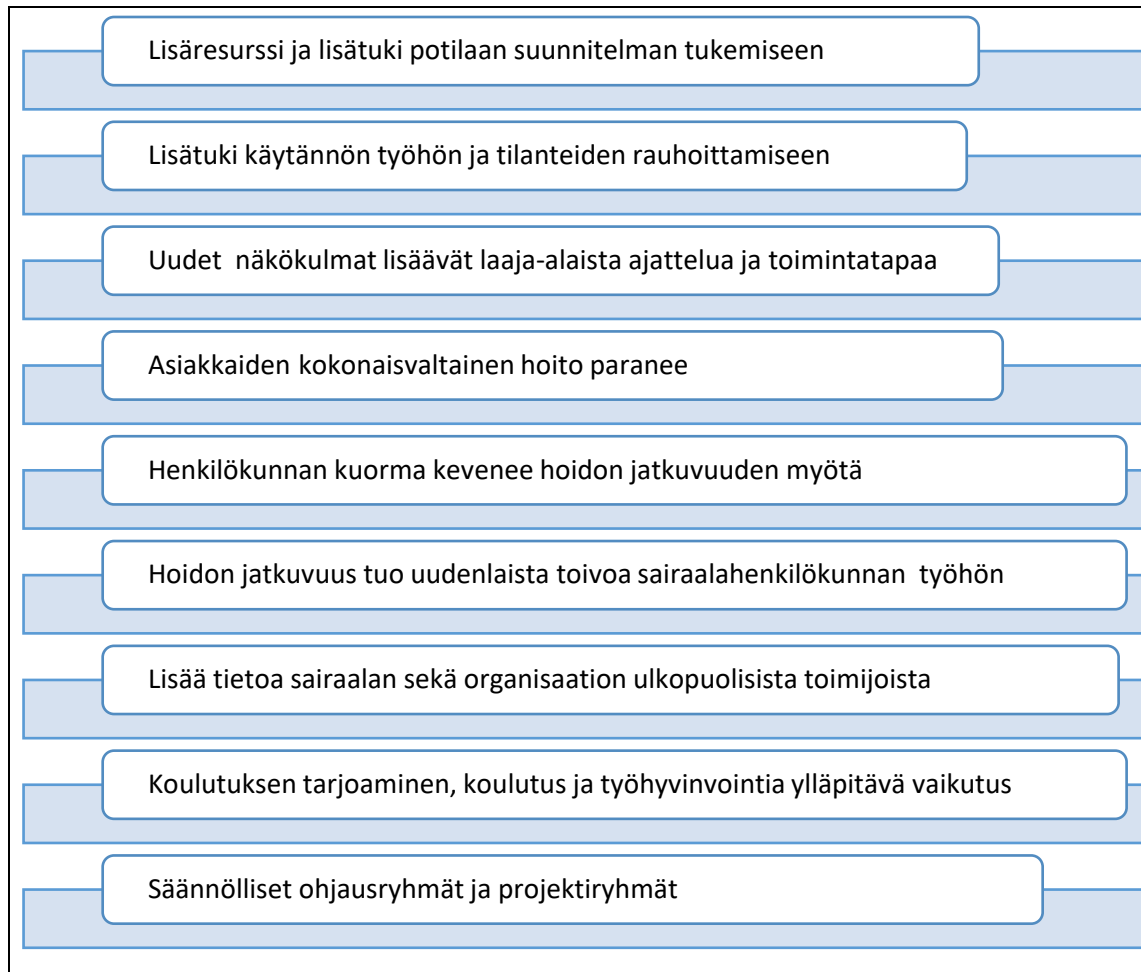 Lisäresurssi ja lisätuki potilaan suunnitelman tukemiseen
Lisätuki käytännön työhön ja tilanteiden rauhoittamiseen
Uudet näkökulmat lisäävät laaja-alaista ajattelua ja toimintatapaa
Asiakkaiden kokonaisvaltainen hoito paranee
Henkilökunnan kuorma kevenee hoidon jatkuvuuden myötä
Hoidon jatkuvuus tuo uudenlaista toivoa sairaalahenkilökunnan työhön
Lisää tietoa sairaalan sekä organisaation ulkopuolisista toimijoista
Koulutuksen tarjoaminen, koulutus ja työhyvinvointia ylläpitävä vaikutus
Säännölliset ohjausryhmät ja projektiryhmät